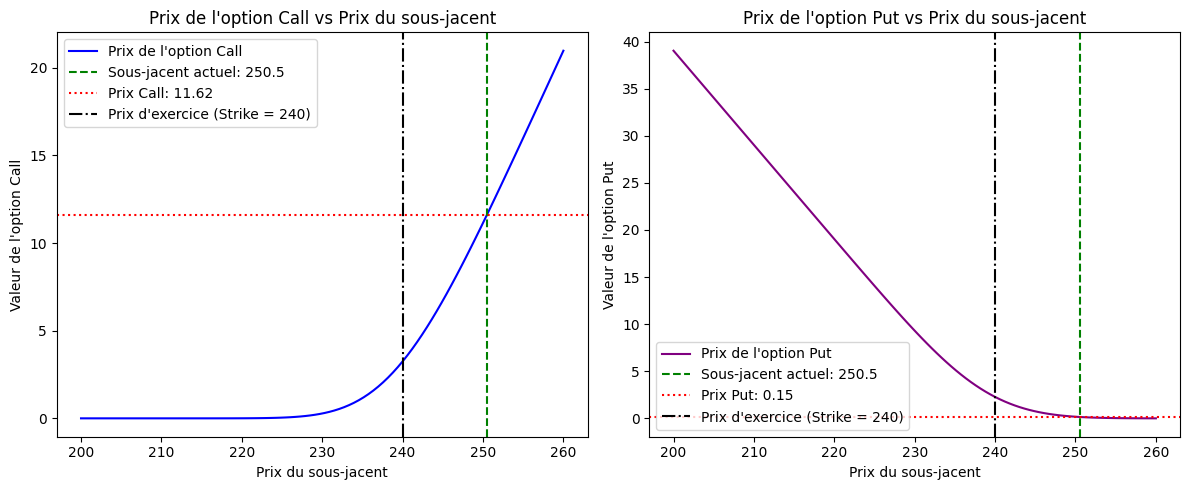 Prix de l'option Call vs Prix du sous-jacent
Prix de l'option Call
Sous-jacent actuel: 250.5
Prix Call: 11.62
Prix d'exercice (Strike = 240)
Valeur de l'option Call
20
15
10
5
0
200
210
220
230
240
250
260
Prix du sous-jacent
Prix de l'option Put vs Prix du sous-jacent
Valeur de l'option Put
40
35
30
25
20
15
10
5
0
Prix de l'option Put
Sous-jacent actuel: 250.5
Prix Put: 0.15
Prix d'exercice (Strike = 240)
200
210
220
230
240
250
260
Prix du sous-jacent